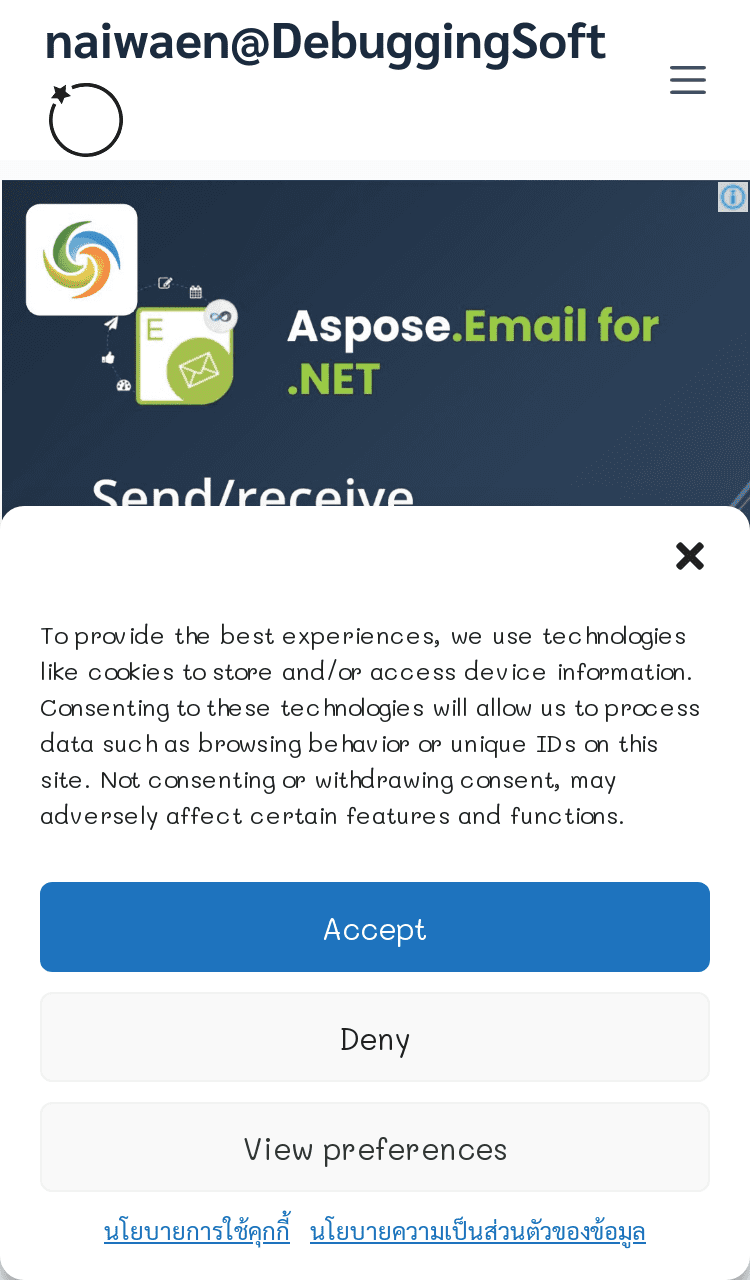 naiwaen@DebuggingSoft
Aspose.Email for
.NET
E
Send/receive
To provide the best experiences, we use technologies
like cookies to store and/or access device information.
Consenting to these technologies will allow us to process
data such as browsing behavior or unique IDs on this
site. Not consenting or withdrawing consent, may
adversely affect certain features and functions.
Accept
Deny
View preferences
นโยบายการใช้คุกกี้ นโยบายความเป็นส่วนตัวของข้อมูล